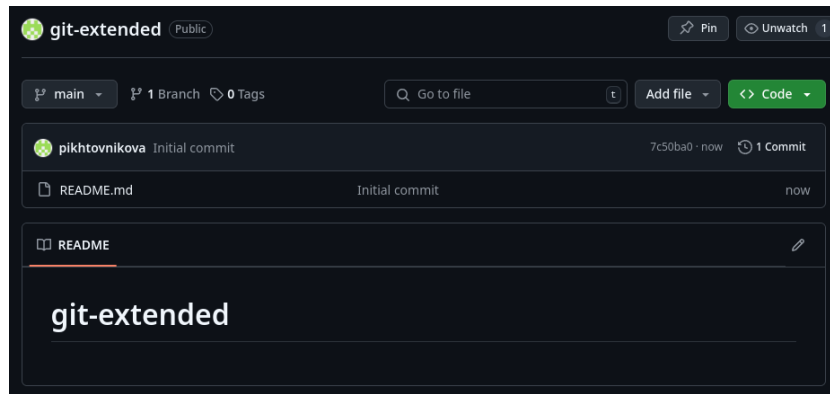 git-extended Public Pin Unwatch 1
main 1 Branch 0 Tags Go to file t Add file Code
pikhtovnikova Initial commit 7c50ba0 · now 1 Commit
README.md Initial commit now
README
git-extended